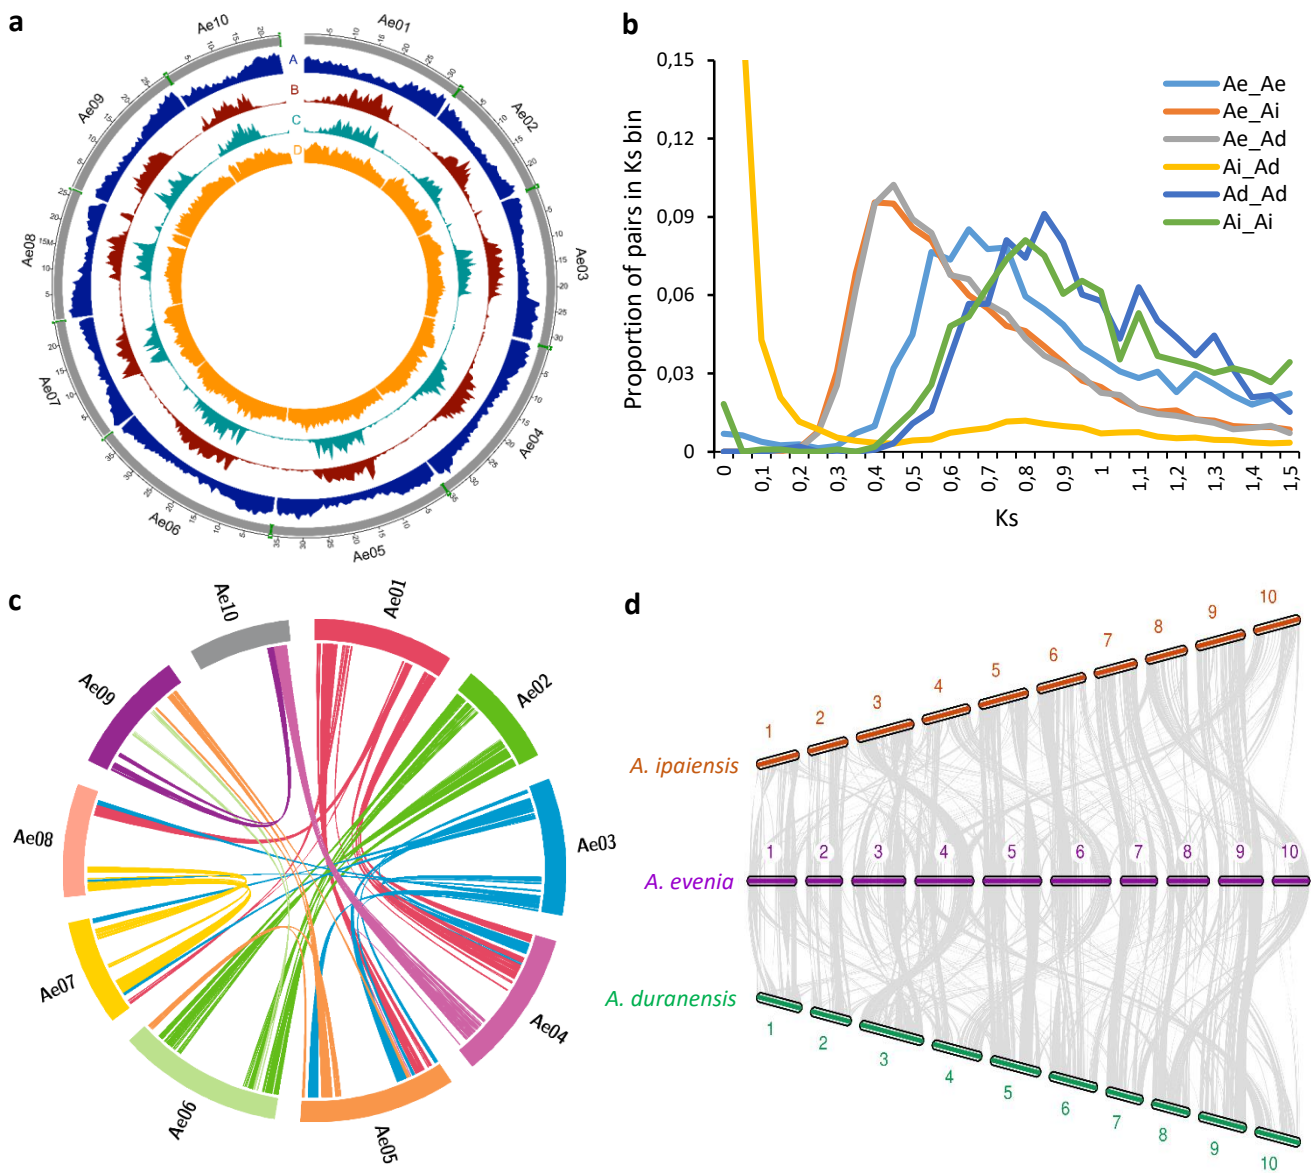 a
Ae01
Ae02
Ae03
Ae04
Ae05
Ae06
Ae07
Ae08
Ae09
Ae10
A
B
C
D
b
Proportion of pairs in Ks bin
0,15
0,12
0,09
0,06
0,03
0
Ae_Ae
Ae_Ai
Ae_Ad
Ai_Ad
Ad_Ad
Ai_Ai
0 0,1 0,2 0,3 0,4 0,5 0,6 0,7 0,8 0,9 1 1,1 1,2 1,3 1,4 1,5
Ks
c
Ae01
Ae02
Ae03
Ae04
Ae05
Ae06
Ae07
Ae08
Ae09
Ae10
d
1 2 3 4 5 6 7 8 9 10
A. ipaiensis
1 2 3 4 5 6 7 8 9 10
A. evenia
A. duranensis
1 2 3 4 5 6 7 8 9 10